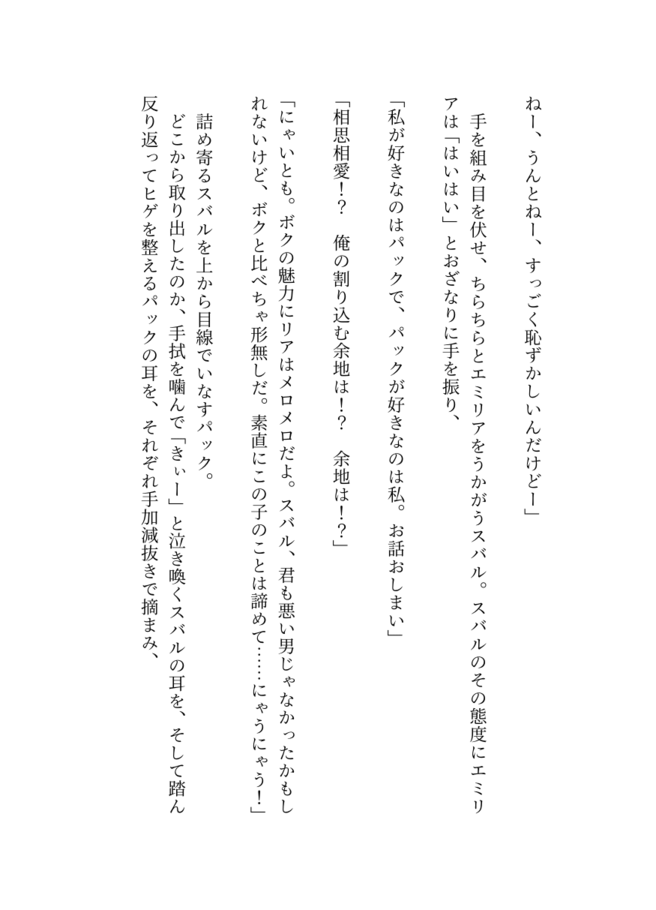 ねー、うんとねー、すっごく恥ずかしいんだけどー」
　手を組み目を伏せ、ちらちらとエミリアをうかがうスバル。スバルのその態度にエミリ
アは「はいはい」とおざなりに手を振り、
「私が好きなのはパックで、パックが好きなのは私。お話おしまい」
「相思相愛！？　俺の割り込む余地は！？　余地は！？」
「にゃいとも。ボクの魅力にリアはメロメロだよ。スバル、君も悪い男じゃなかったかもし
れないけど、ボクと比べちゃ形無しだ。素直にこの子のことは諦めて……にゃうにゃう！」
　詰め寄るスバルを上から目線でいなすパック。
　どこから取り出したのか、手拭を噛んで「きぃー」と泣き喚くスバルの耳を、そして踏ん
反り返ってヒゲを整えるパックの耳を、それぞれ手加減抜きで摘まみ、